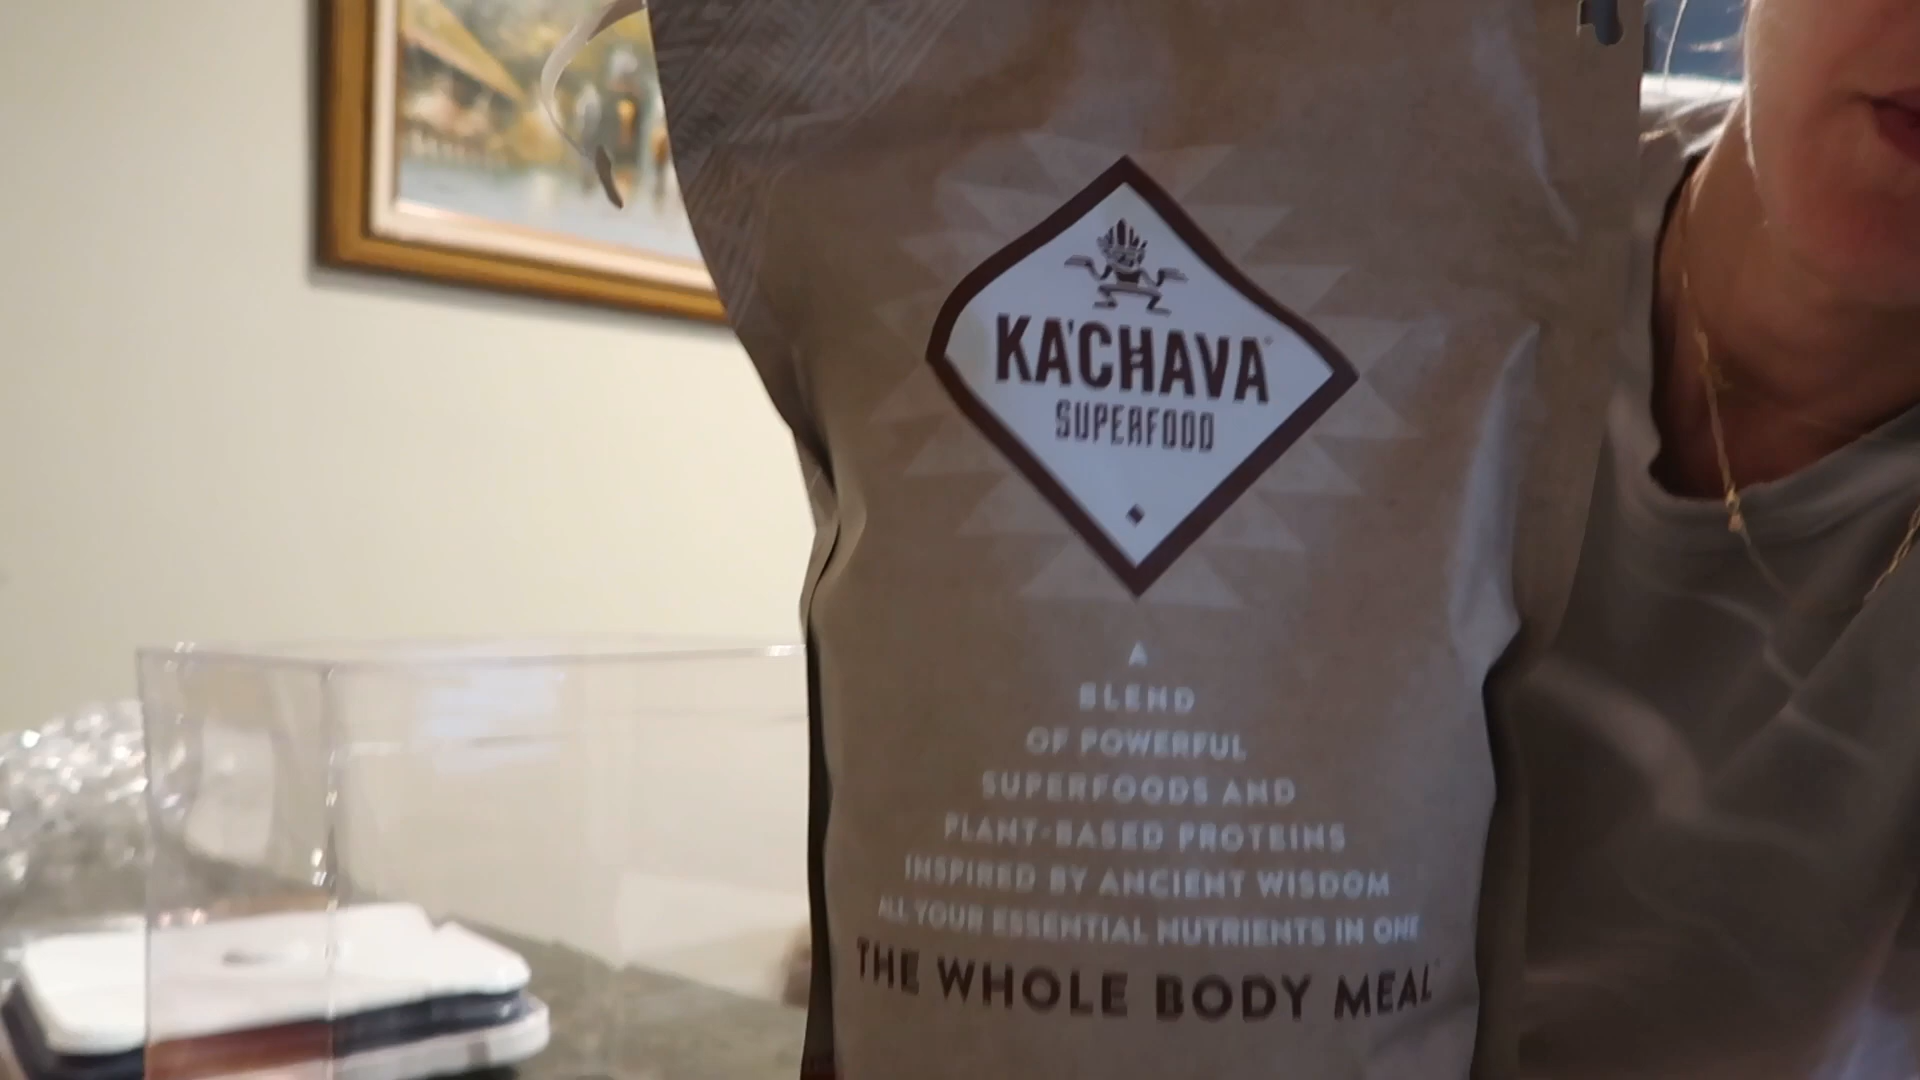 KA'CHAVA
SUPERFOOD
A
BLEND
OF POWERFUL
SUPERFOODS AND
PLANT-BASED PROTEINS
INSPIRED BY ANCIENT WISDOM
ALL YOUR ESSENTIAL NUTRIENTS IN ONE
THE WHOLE BODY MEAL